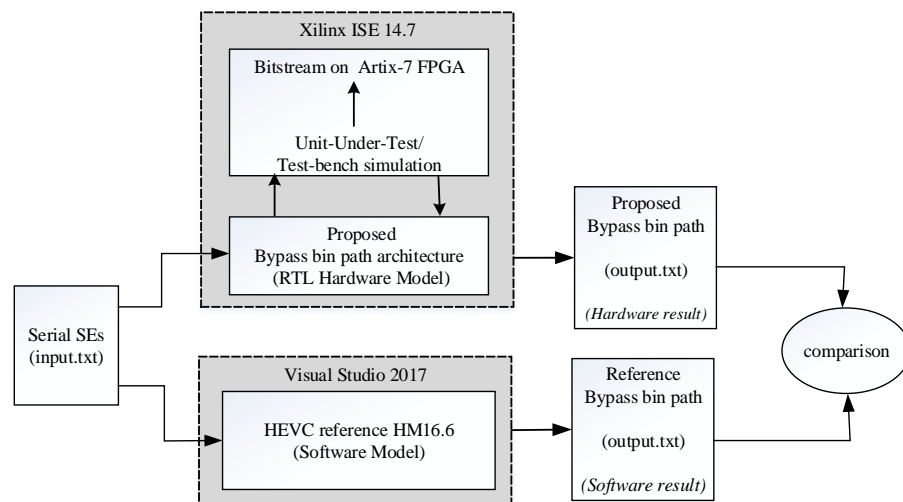 Xilinx ISE 14.7
Bitstream on Artix-7 FPGA
Unit-Under-Test/
Test-bench simulation
Proposed
Bypass bin path architecture
(RTL Hardware Model)
Proposed
Bypass bin path
(output.txt)
(Hardware result)
Serial SEs
(input.txt)
comparison
Visual Studio 2017
HEVC reference HM16.6
(Software Model)
Reference
Bypass bin path
(output.txt)
(Software result)